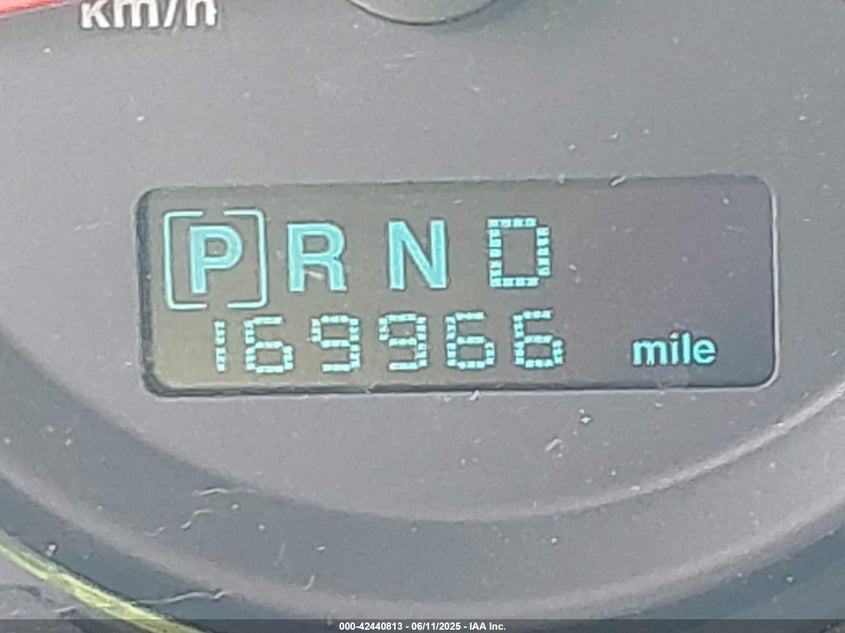 km/h
[P] R N D
169966 mile
000-42440813 - 06/11/2025 - IAA Inc.